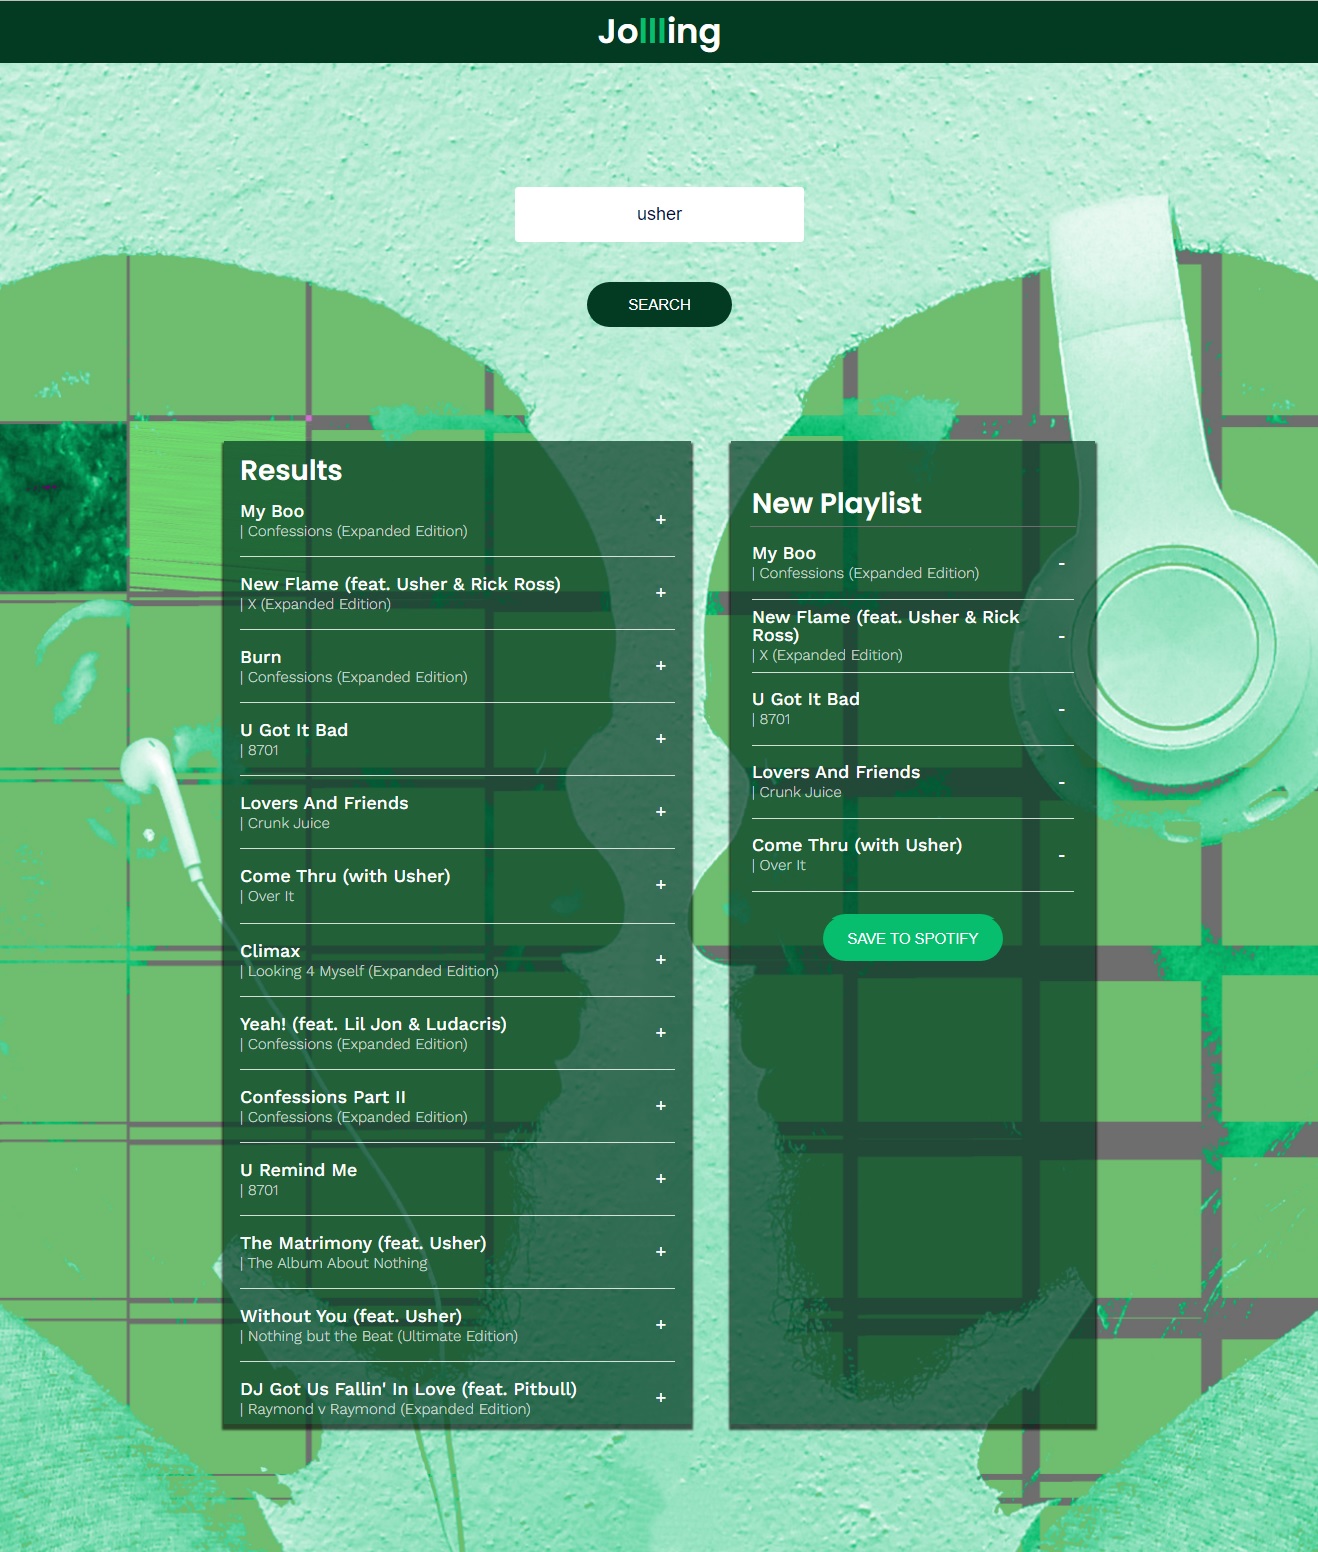 Jollling
usher
SEARCH
Results
My Boo
| Confessions (Expanded Edition)
+
New Flame (feat. Usher & Rick Ross)
| X (Expanded Edition)
+
Burn
| Confessions (Expanded Edition)
+
U Got It Bad
| 8701
+
Lovers And Friends
| Crunk Juice
+
Come Thru (with Usher)
| Over It
+
Climax
| Looking 4 Myself (Expanded Edition)
+
Yeah! (feat. Lil Jon & Ludacris)
| Confessions (Expanded Edition)
+
Confessions Part II
| Confessions (Expanded Edition)
+
U Remind Me
| 8701
+
The Matrimony (feat. Usher)
| The Album About Nothing
+
Without You (feat. Usher)
| Nothing but the Beat (Ultimate Edition)
+
DJ Got Us Fallin' In Love (feat. Pitbull)
| Raymond v Raymond (Expanded Edition)
+
New Playlist
My Boo
| Confessions (Expanded Edition)
-
New Flame (feat. Usher & Rick
Ross)
| X (Expanded Edition)
-
U Got It Bad
| 8701
-
Lovers And Friends
| Crunk Juice
-
Come Thru (with Usher)
| Over It
-
SAVE TO SPOTIFY